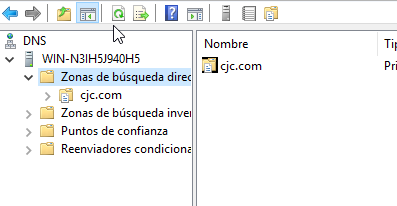 DNS
WIN-N3IH5J940H5
Zonas de búsqueda direc
cjc.com
Zonas de búsqueda inver
Puntos de confianza
Reenviadores condiciona
Nombre
cjc.com
Pri